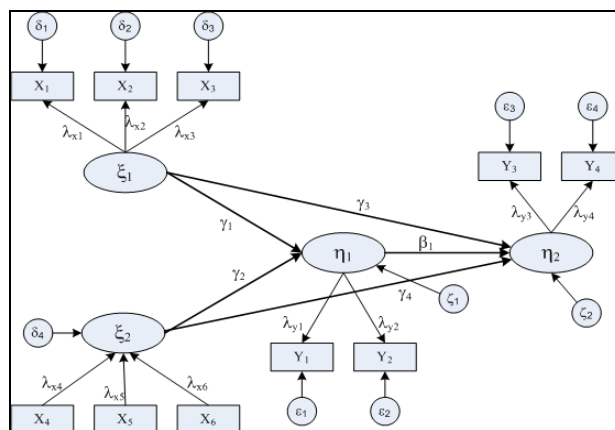 δ1 δ2 δ3
X1 X2 X3
λx1 λx2 λx3
ξ1
ε3 ε4
Y3 Y4
λy3 λy4
γ3
γ1
η1 β1 η2
γ2
γ4
ζ1
ζ2
δ4 ξ2
λy1 λy2
Y1 Y2
λx4 λx5 λx6
X4 X5 X6
ε1 ε2